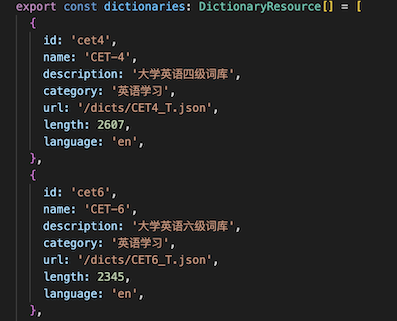 export const dictionaries: DictionaryResource[] = [
{
id: 'cet4',
name: 'CET-4',
description: '大学英语四级词库',
category: '英语学习',
url: '/dicts/CET4_T.json',
length: 2607,
language: 'en',
},
{
id: 'cet6',
name: 'CET-6',
description: '大学英语六级词库',
category: '英语学习',
url: '/dicts/CET6_T.json',
length: 2345,
language: 'en',
},